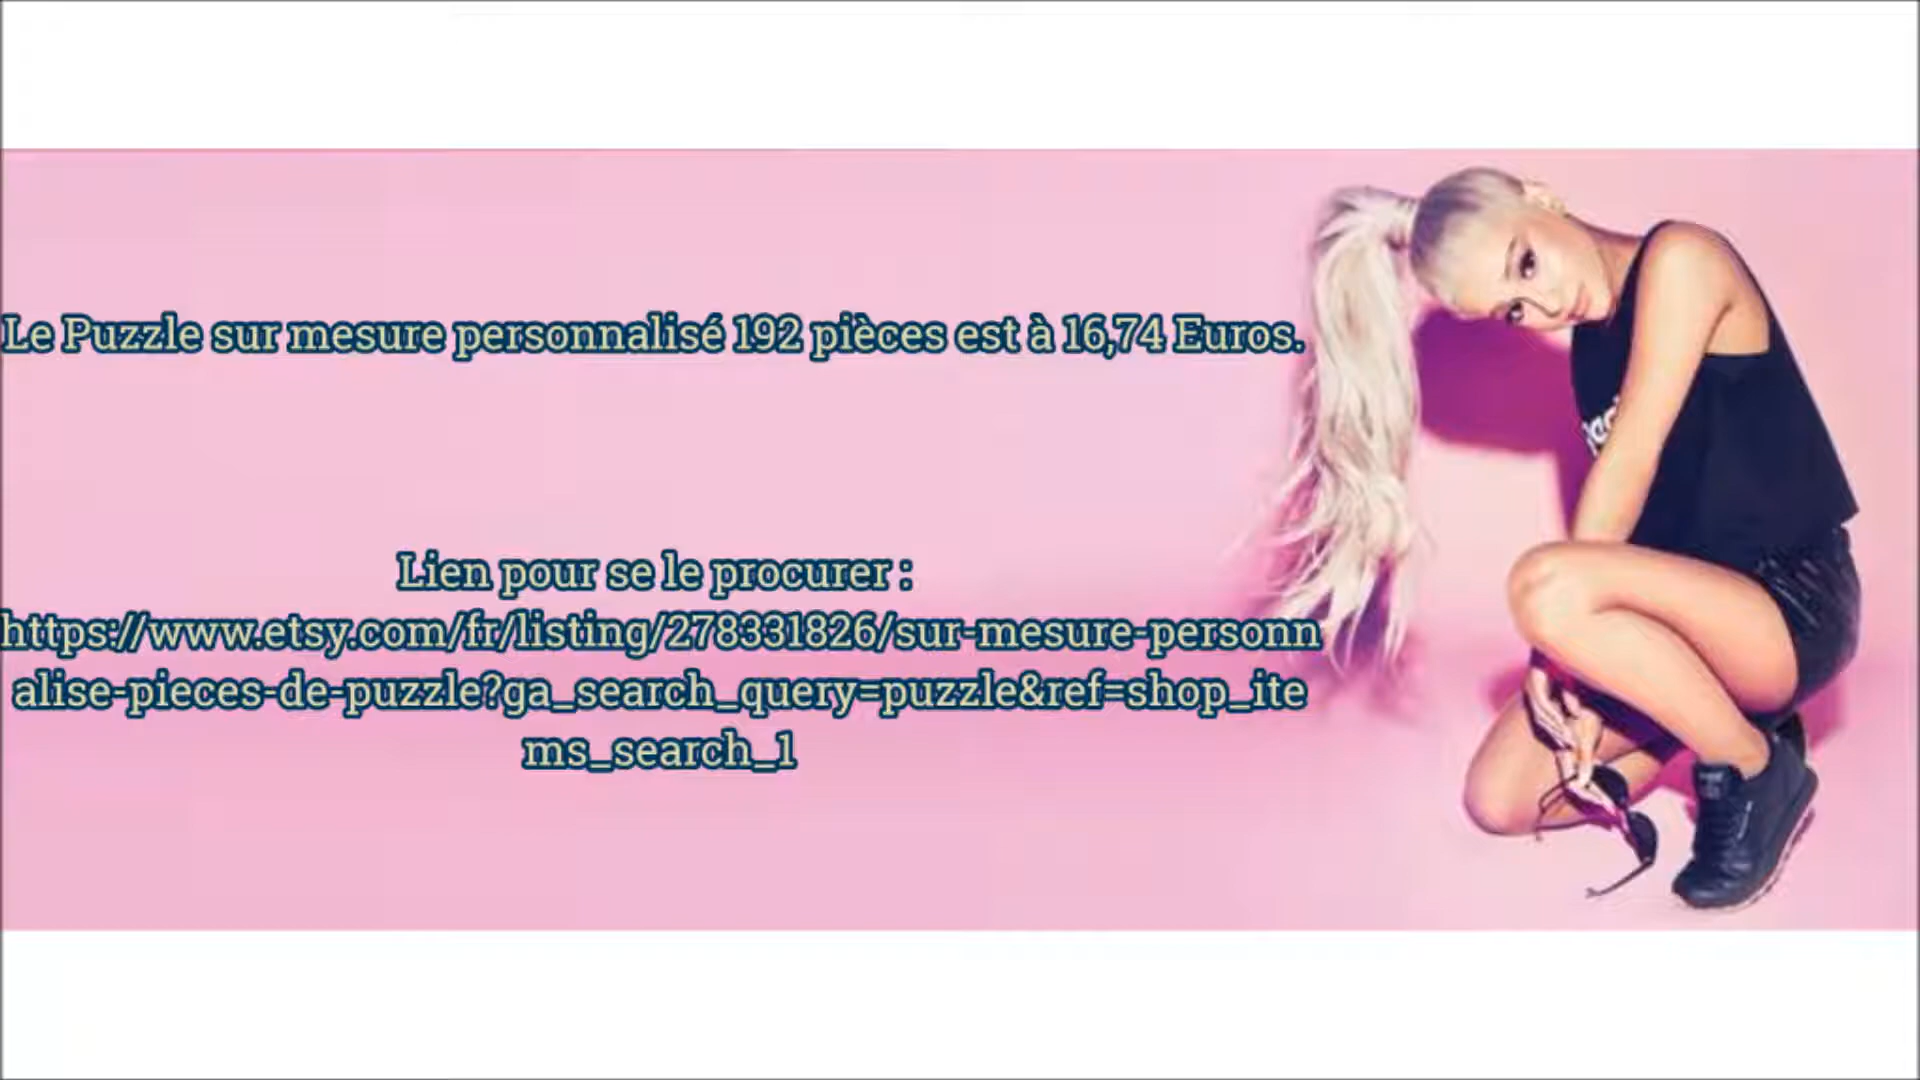 Le Puzzle sur mesure personnalisé 192 pièces est à 16,74 Euros.
Lien pour se le procurer :
https://www.etsy.com/fr/listing/278331826/sur-mesure-personn
alise-pieces-de-puzzle?ga_search_query=puzzle&ref=shop_ite
ms_search_1